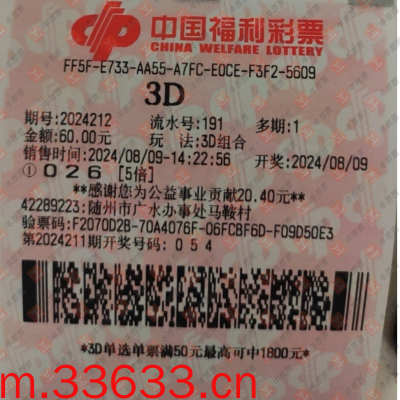 中国福利彩票
CHINA WELFARE LOTTERY
FF5F-E733-AA55-A7FC-E0CE-F3F2-5609
3D
期号:2024212 流水号:191 多期:1
金额:60.00元 玩 法:3D组合
销售时间:2024/08/09-14:22:56 开奖:2024/08/09
①026 [5倍]
**感谢您为公益事业贡献20.40元**
42289223:随州市广水办事处马鞍村
验票码:F2070D2B-70A4076F-06FCBF6D-F09D50E3
第2024211期开奖号码:0 5 4
*3D单选单票满50元最高可中1800元*
m.33633.cn